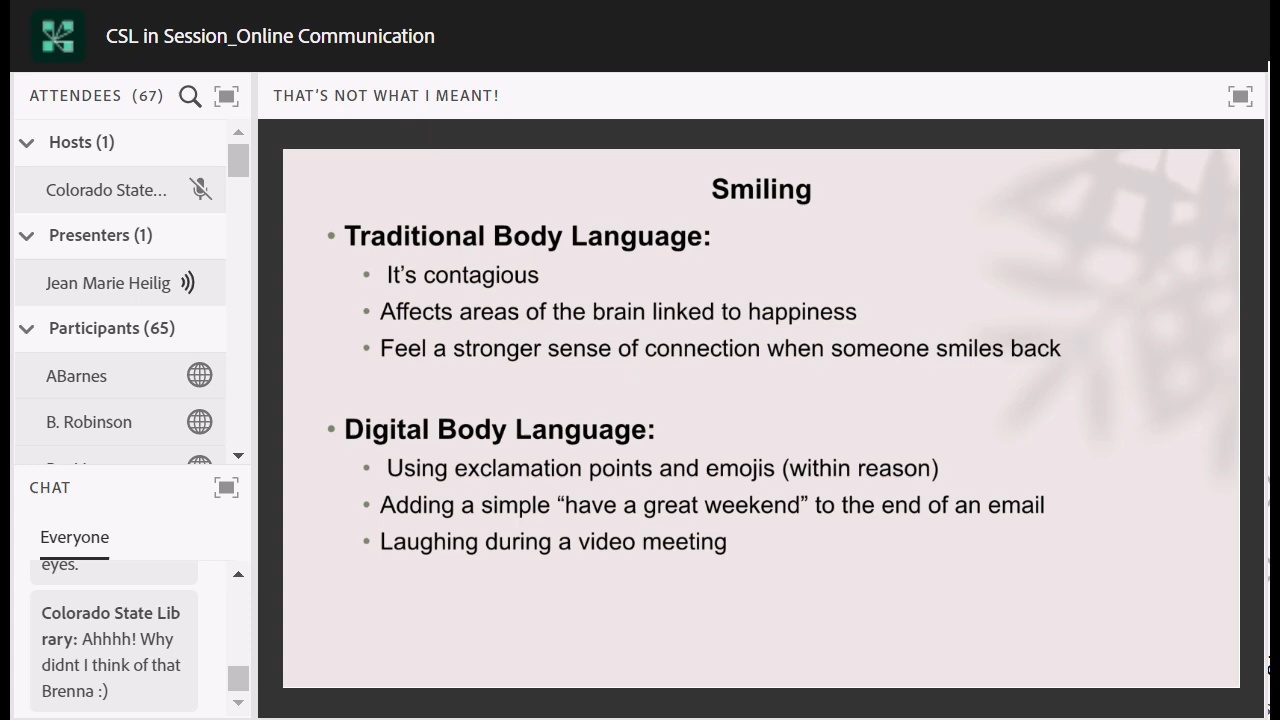 CSL in Session_Online Communication
ATTENDEES (67)
Hosts (1)
Colorado State...
Presenters (1)
Jean Marie Heilig
Participants (65)
ABarnes
B. Robinson
CHAT
Everyone
eyes.
Colorado State Lib
rary: Ahhhh! Why
didnt I think of that
Brenna :)
THAT'S NOT WHAT I MEANT!
Smiling
• Traditional Body Language:
• It’s contagious
• Affects areas of the brain linked to happiness
• Feel a stronger sense of connection when someone smiles back
• Digital Body Language:
• Using exclamation points and emojis (within reason)
• Adding a simple “have a great weekend” to the end of an email
• Laughing during a video meeting